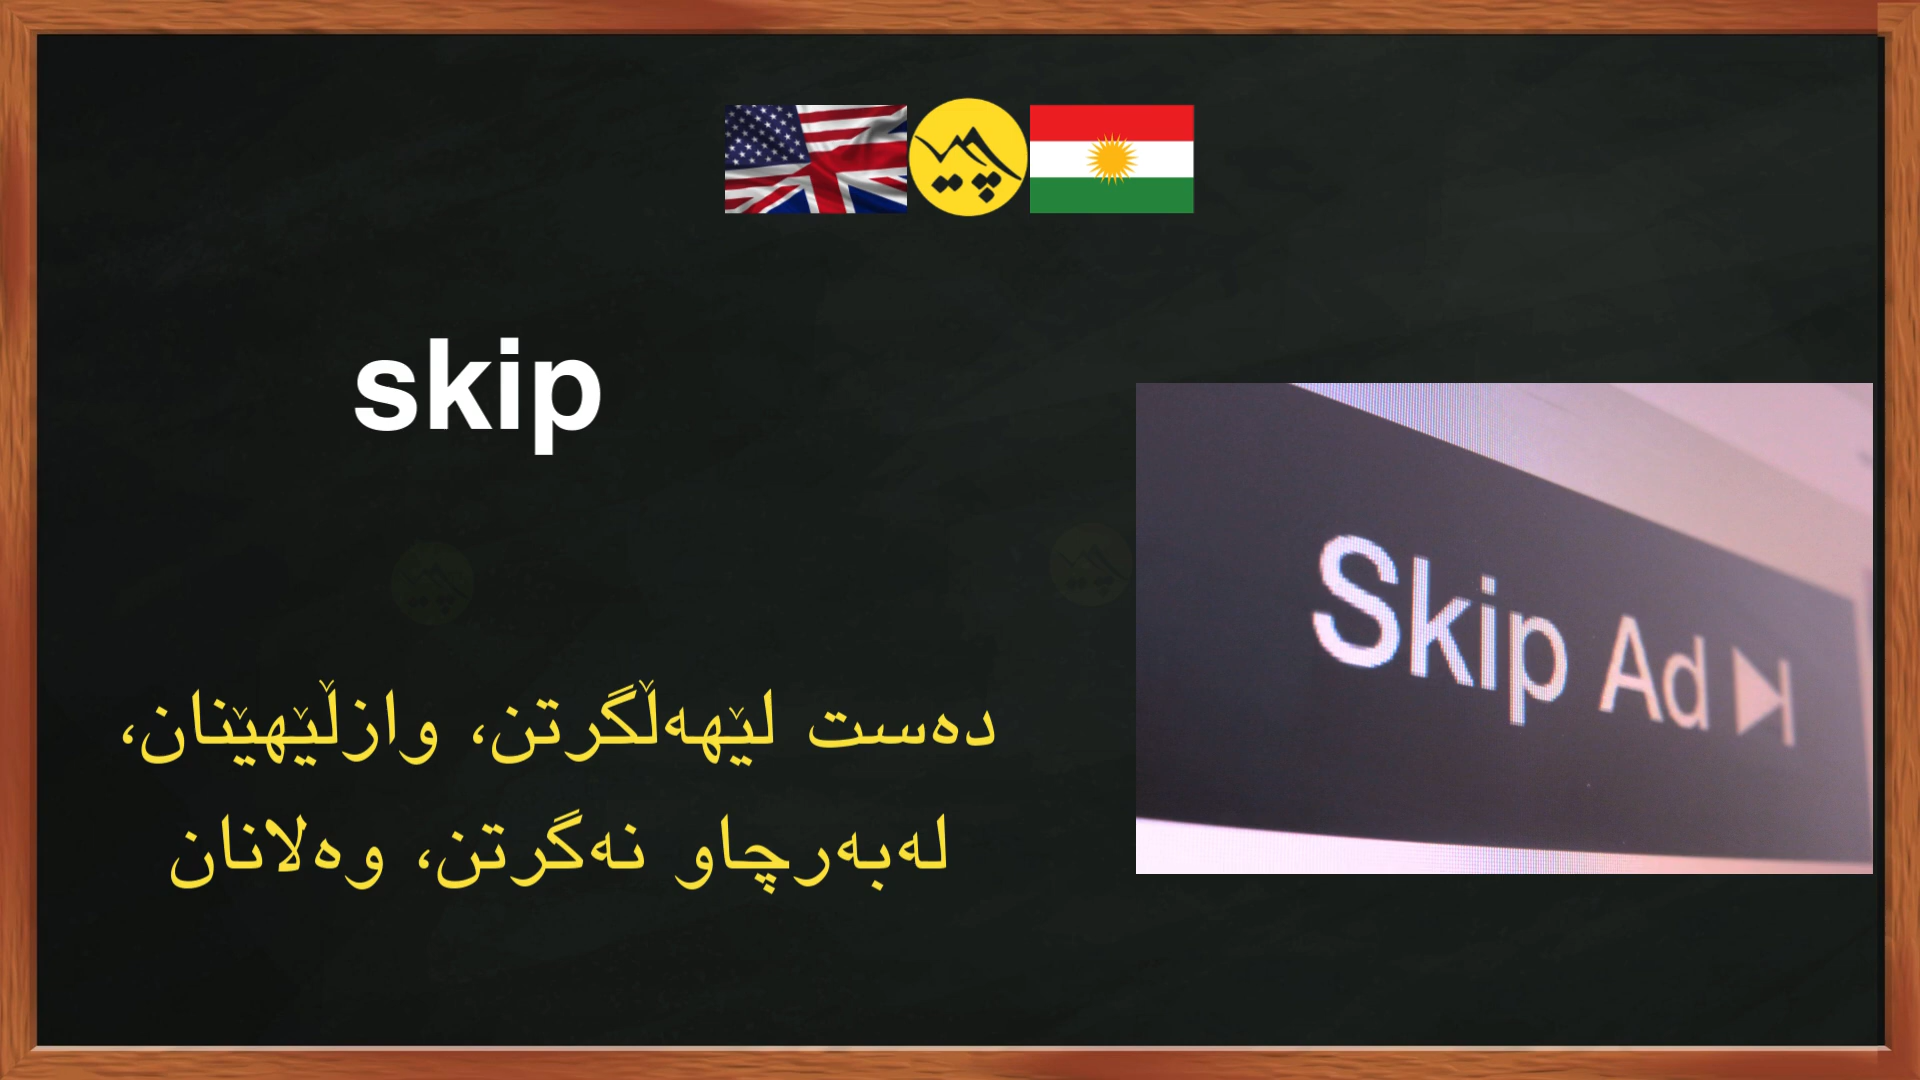 skip
Skip Ad
دەست لێهەڵگرتن، وازلێهێنان،
لەبەرچاو نەگرتن، وەلانان